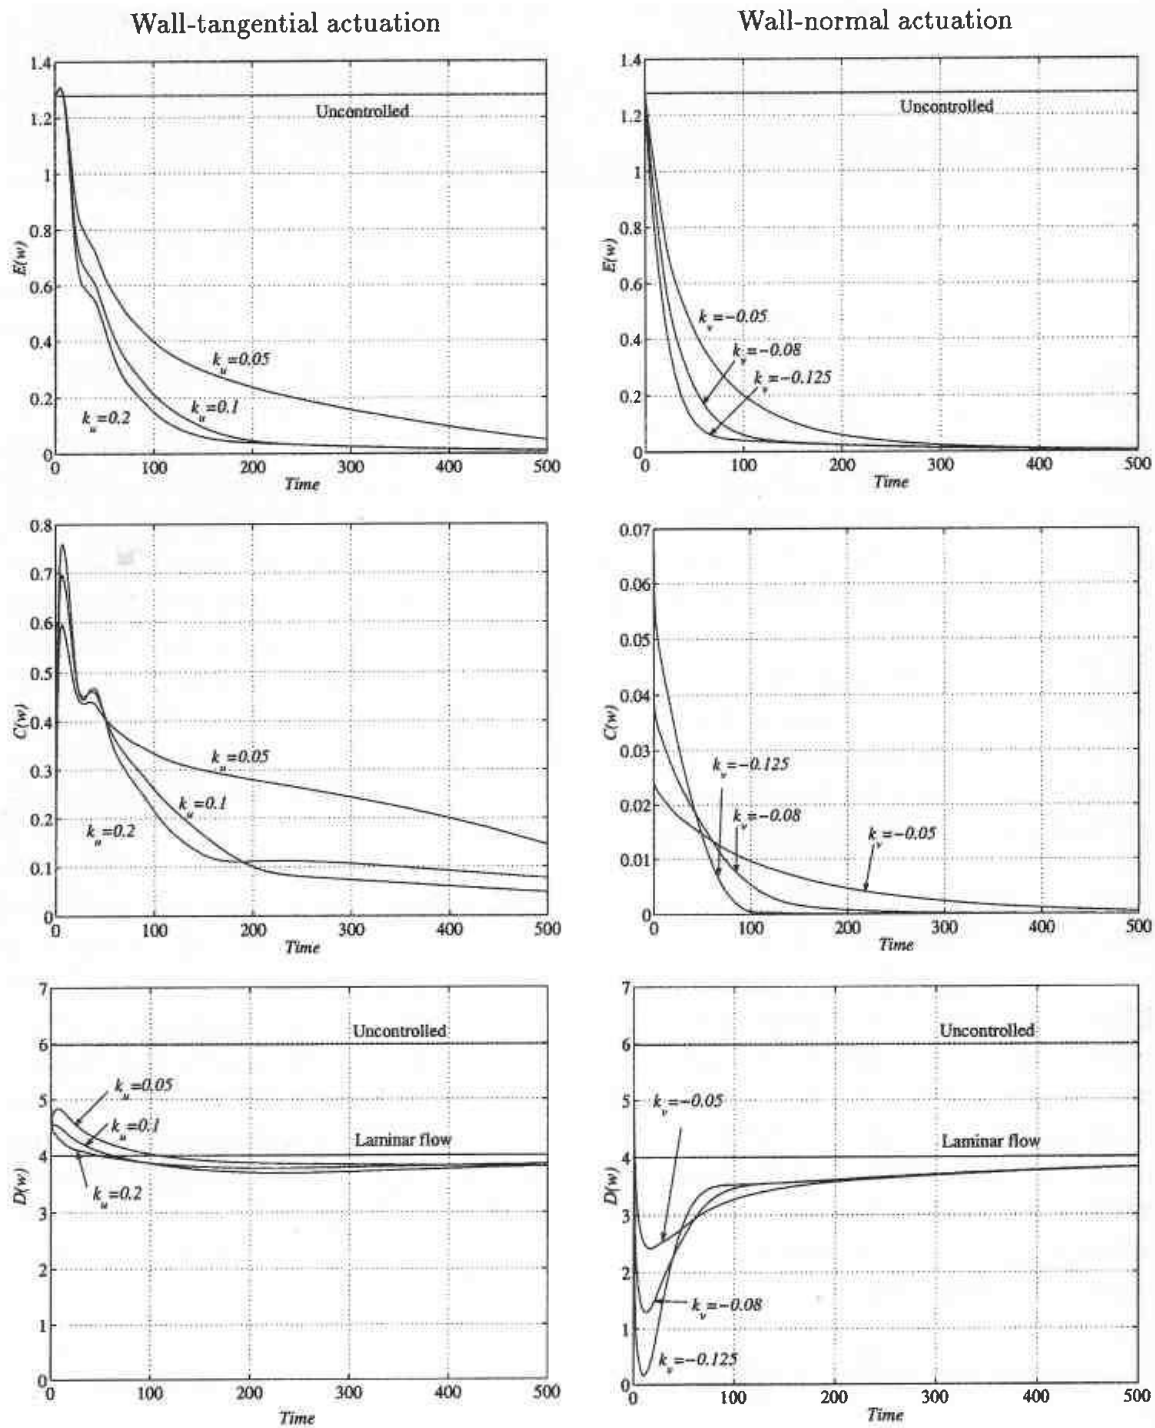 Wall-tangential actuation
Wall-normal actuation
1.4
1.2
1
0.8
0.6
0.4
0.2
0
E(w)
Uncontrolled
k_u=0.05
k_u=0.1
k_u=0.2
0 100 200 300 400 500
Time
1.4
1.2
1
0.8
0.6
0.4
0.2
0
E(w)
Uncontrolled
k_v=-0.05
k_v=-0.08
k_v=-0.125
0 100 200 300 400 500
Time
0.8
0.7
0.6
0.5
0.4
0.3
0.2
0.1
0
C(w)
k_u=0.05
k_u=0.1
k_u=0.2
0 100 200 300 400 500
Time
0.07
0.06
0.05
0.04
0.03
0.02
0.01
0
C(w)
k_v=-0.125
k_v=-0.08
k_v=-0.05
0 100 200 300 400 500
Time
7
6
5
4
3
2
1
0
D(w)
Uncontrolled
k_u=0.05
k_u=0.1
Laminar flow
k_u=0.2
0 100 200 300 400 500
Time
7
6
5
4
3
2
1
0
D(w)
Uncontrolled
k_v=-0.05
Laminar flow
k_v=-0.08
k_v=-0.125
0 100 200 300 400 500
Time